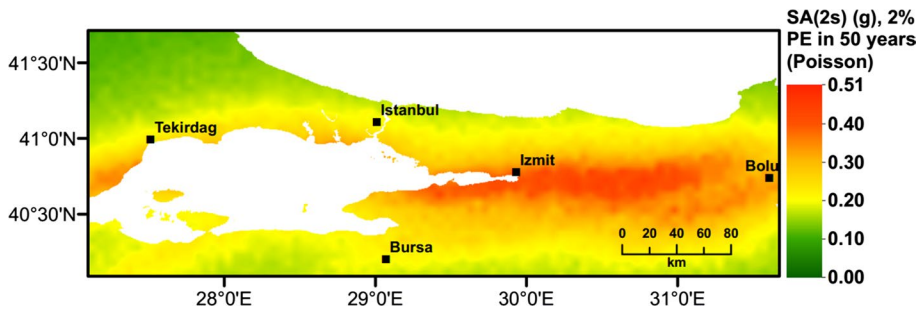 SA(2s) (g), 2%
PE in 50 years
(Poisson)
41°30'N
0.51
Istanbul
Tekirdag
41°0'N
0.40
Izmit
Bolu
0.30
40°30'N
0.20
0 20 40 60 80
km
Bursa
0.10
0.00
28°0'E 29°0'E 30°0'E 31°0'E